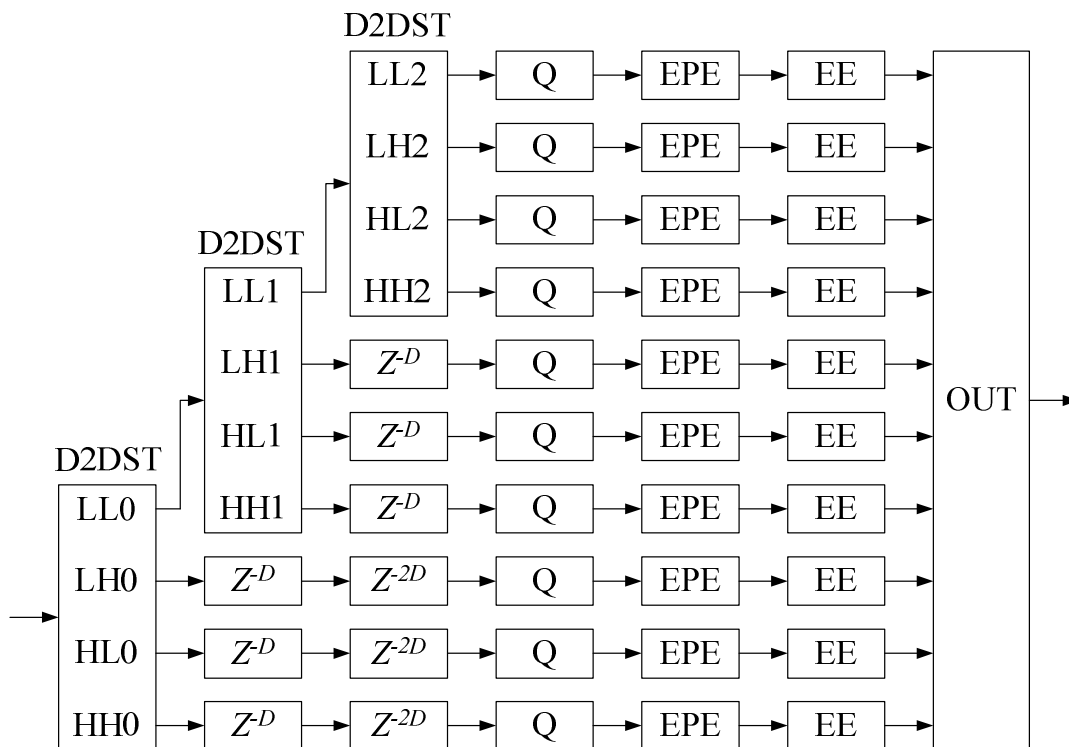 D2DST
LL2 Q EPE EE
LH2 Q EPE EE
HL2 Q EPE EE
D2DST
LL1 HH2 Q EPE EE
LH1 Z^-D Q EPE EE
OUT
HL1 Z^-D Q EPE EE
D2DST
LL0 HH1 Z^-D Q EPE EE
LH0 Z^-D Z^-2D Q EPE EE
HL0 Z^-D Z^-2D Q EPE EE
HH0 Z^-D Z^-2D Q EPE EE